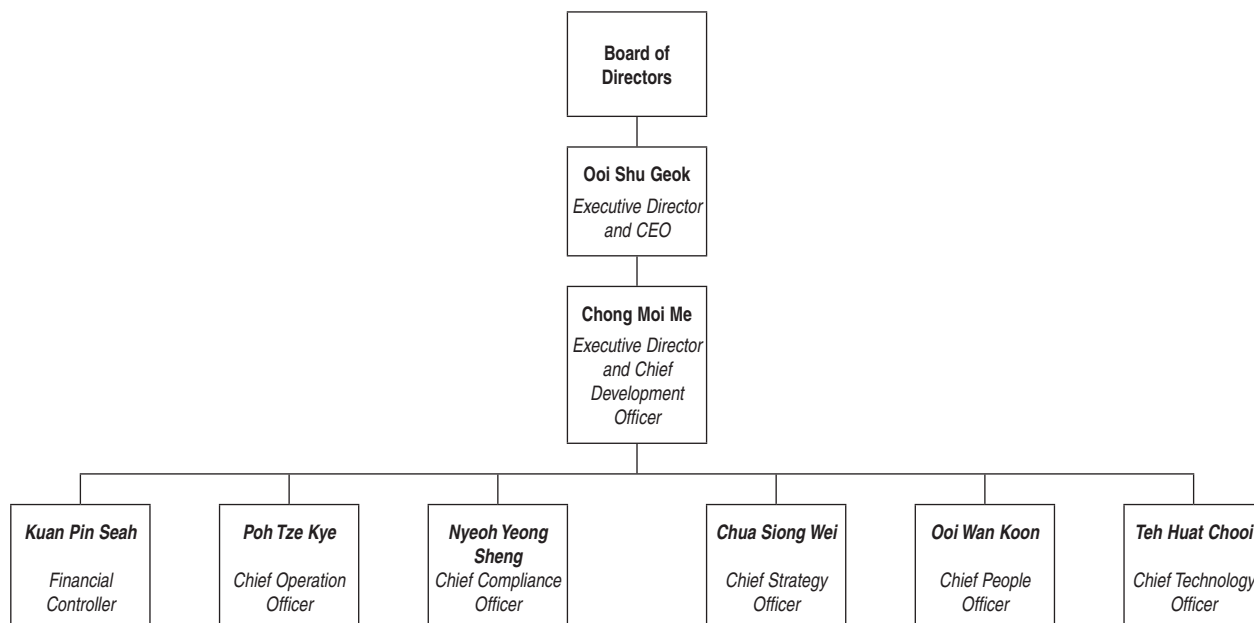 Board of
Directors
Ooi Shu Geok
Executive Director
and CEO
Chong Moi Me
Executive Director
and Chief
Development
Officer
Kuan Pin Seah
Financial
Controller
Poh Tze Kye
Chief Operation
Officer
Nyeoh Yeong
Sheng
Chief Compliance
Officer
Chua Siong Wei
Chief Strategy
Officer
Ooi Wan Koon
Chief People
Officer
Teh Huat Chooi
Chief Technology
Officer